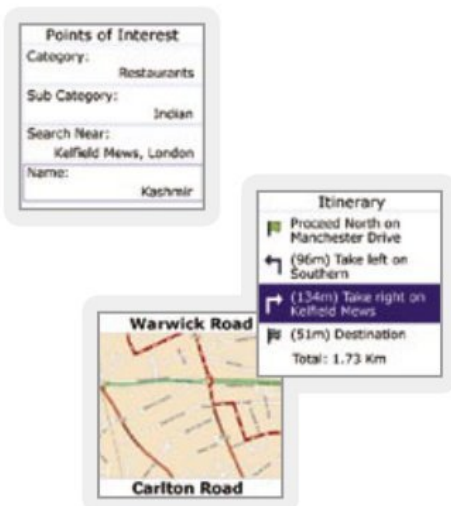 Points of Interest
Category:
Restaurants
Sub Category:
Indian
Search Near:
Kelfield Mews, London
Name:
Kashmir
Itinerary
Proceed North on
Manchester Drive
(96m) Take left on
Southern
(134m) Take right on
Kelfield Mews
(51m) Destination
Total: 1.73 Km
Warwick Road
Carlton Road